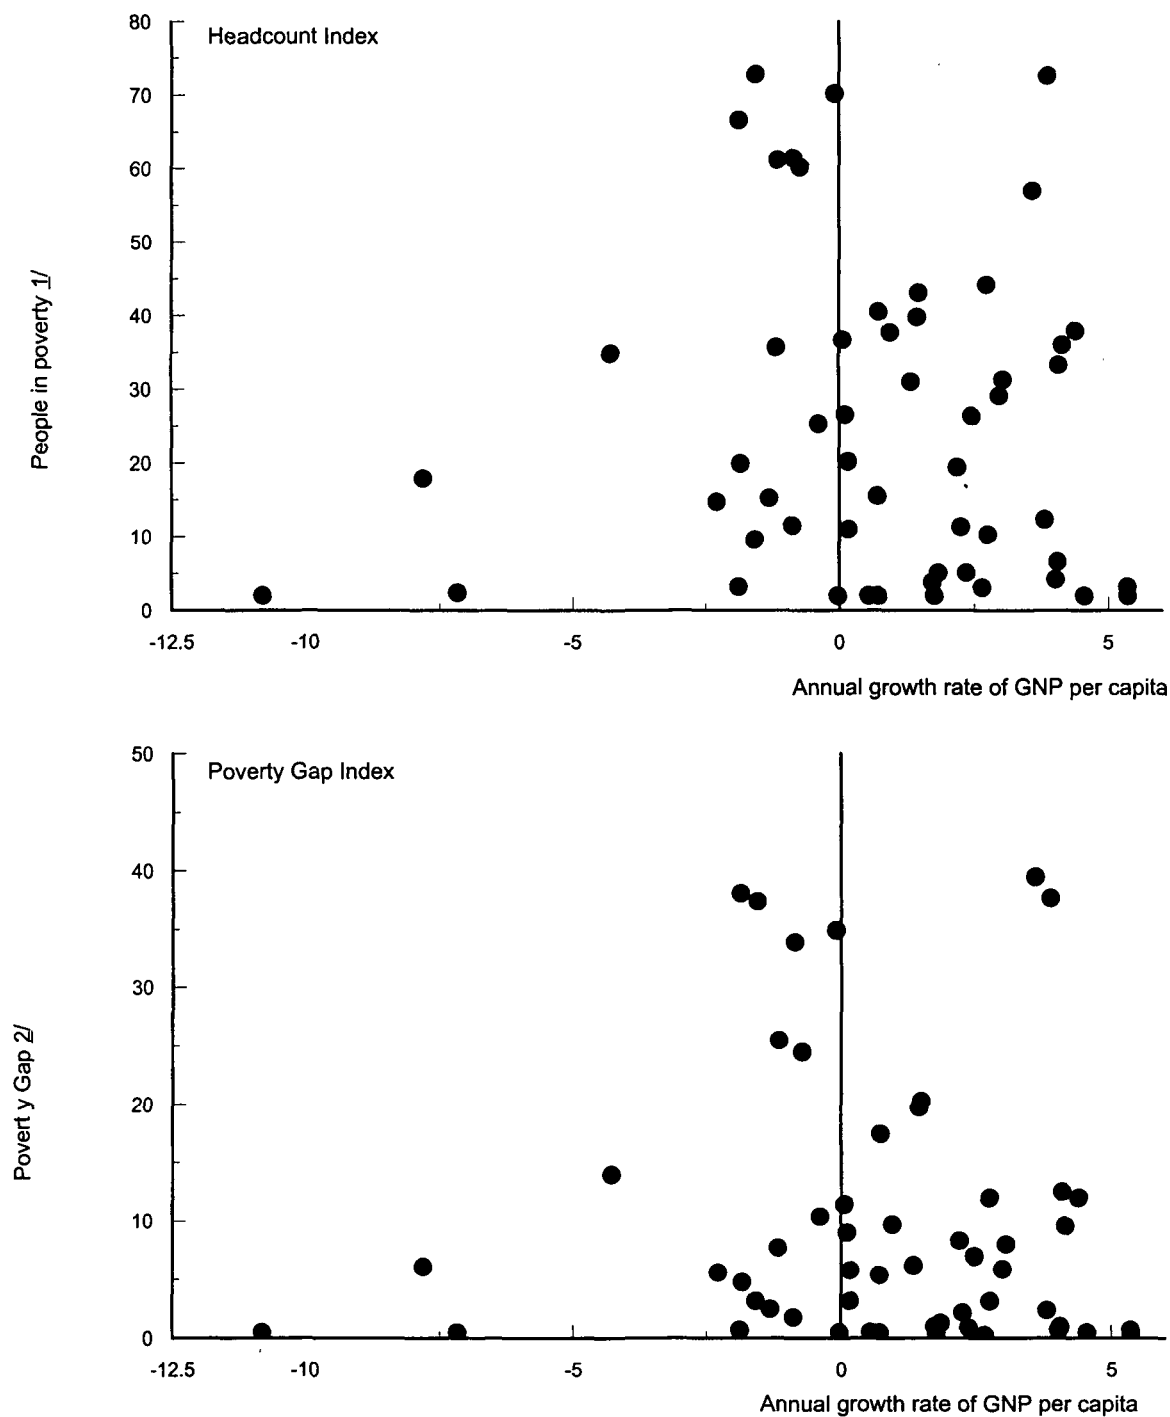 Headcount Index
People in poverty 1/
80
70
60
50
40
30
20
10
0
-12.5 -10 -5 0 5
Annual growth rate of GNP per capita
Poverty Gap Index
Povert y Gap 2/
50
40
30
20
10
0
-12.5 -10 -5 0 5
Annual growth rate of GNP per capita